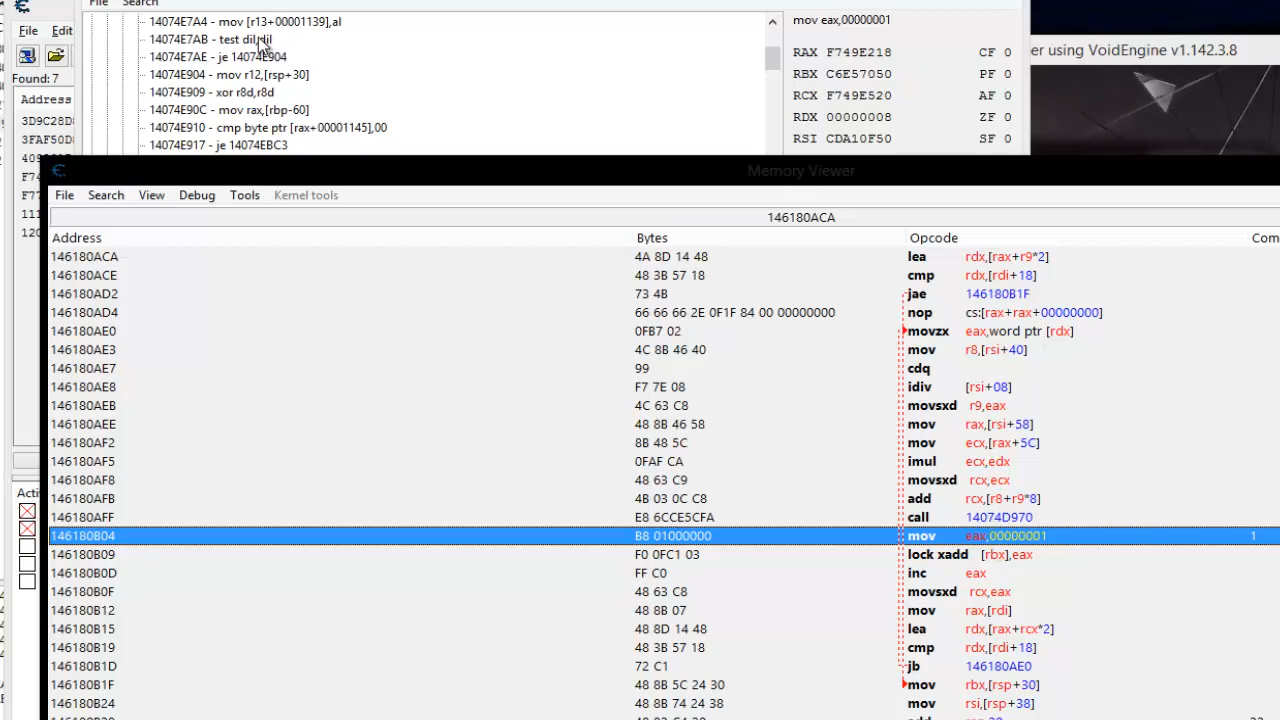 File Search
14074E7A4 - mov [r13+00001139],al
mov eax,00000001
File Edi
14074E7AB - test dil,dil
14074E7AE - je 14074E904
RAX F749E218 CF 0
er using VoidEngine v1.142.3.8
14074E904 - mov r12,[rsp+30]
RBX C6E57050 PF 0
Found: 7
14074E909 - xor r8d,r8d
RCX F749E520 AF 0
Address
14074E90C - mov rax,[rbp-60]
RDX 00000008 ZF 0
3D9C28D
14074E910 - cmp byte ptr [rax+00001145],00
3FAF50D
14074E917 - je 14074EBC3
RSI CDA10F50 SF 0
Memory Viewer
File Search View Debug Tools Kernel tools
146180ACA
Address Bytes Opcode Com
146180ACA 4A 8D 14 48 lea rdx,[rax+r9*2]
146180ACE 48 3B 57 18 cmp rdx,[rdi+18]
146180AD2 73 4B jae 146180B1F
146180AD4 66 66 66 2E 0F1F 84 00 00000000 nop cs:[rax+rax+00000000]
146180AE0 0FB7 02 movzx eax,word ptr [rdx]
146180AE3 4C 8B 46 40 mov r8,[rsi+40]
146180AE7 99 cdq
146180AE8 F7 7E 08 idiv [rsi+08]
146180AEB 4C 63 C8 movsxd r9,eax
146180AEE 48 8B 46 58 mov rax,[rsi+58]
146180AF2 8B 48 5C mov ecx,[rax+5C]
146180AF5 0FAF CA imul ecx,edx
146180AF8 48 63 C9 movsxd rcx,ecx
146180AFB 4B 03 0C C8 add rcx,[r8+r9*8]
146180AFF E8 6CCE5CFA call 14074D970
146180B04 B8 01000000 mov eax,00000001 1
146180B09 F0 0FC1 03 lock xadd [rbx],eax
146180B0D FF C0 inc eax
146180B0F 48 63 C8 movsxd rcx,eax
146180B12 48 8B 07 mov rax,[rdi]
146180B15 48 8D 14 48 lea rdx,[rax+rcx*2]
146180B19 48 3B 57 18 cmp rdx,[rdi+18]
146180B1D 72 C1 jb 146180AE0
146180B1F 48 8B 5C 24 30 mov rbx,[rsp+30]
146180B24 48 8B 74 24 38 mov rsi,[rsp+38]
Acti